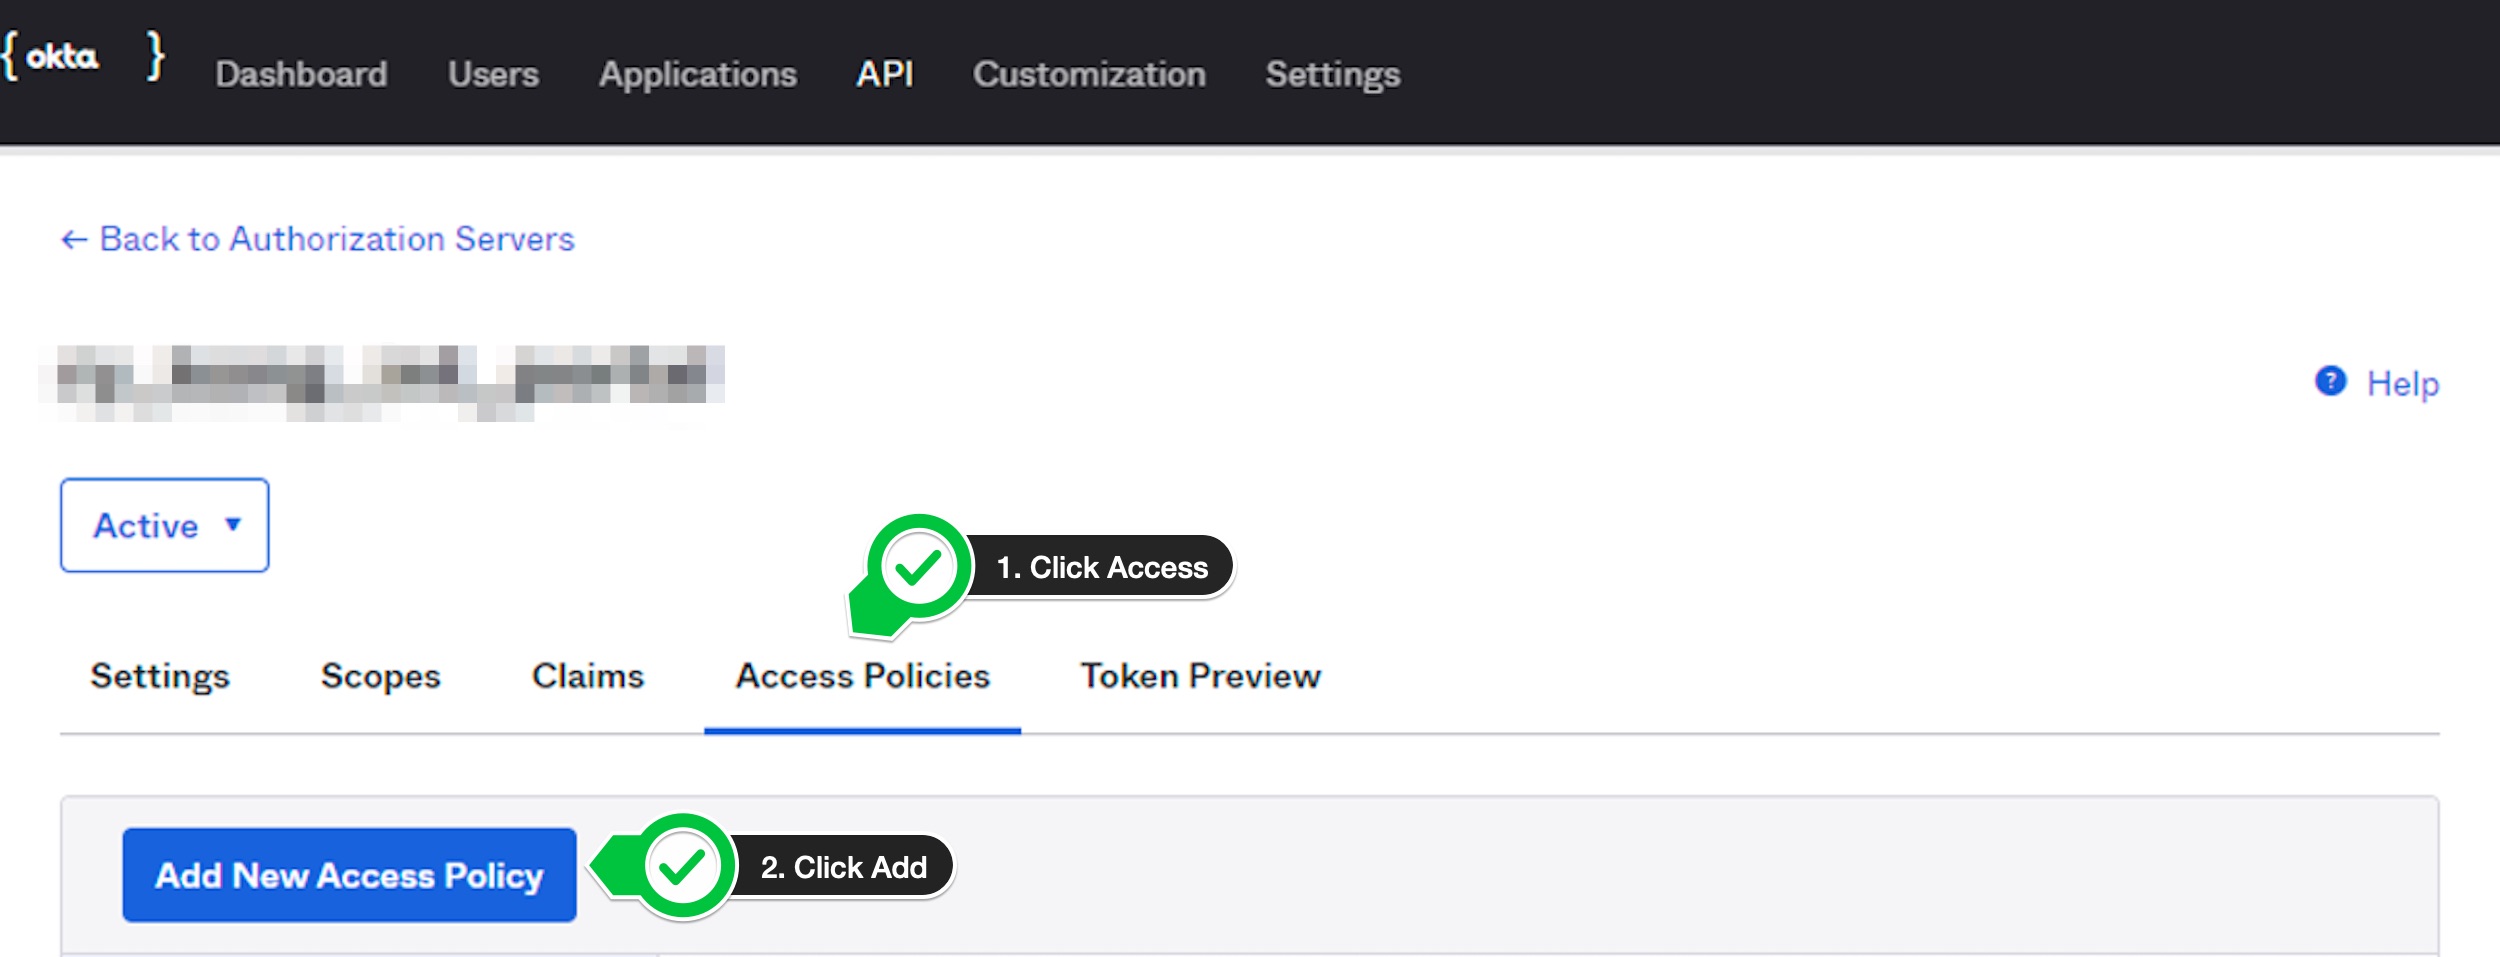 { okta } Dashboard Users Applications API Customization Settings
← Back to Authorization Servers
? Help
Active ▼
1. Click Access
Settings Scopes Claims Access Policies Token Preview
Add New Access Policy
2. Click Add